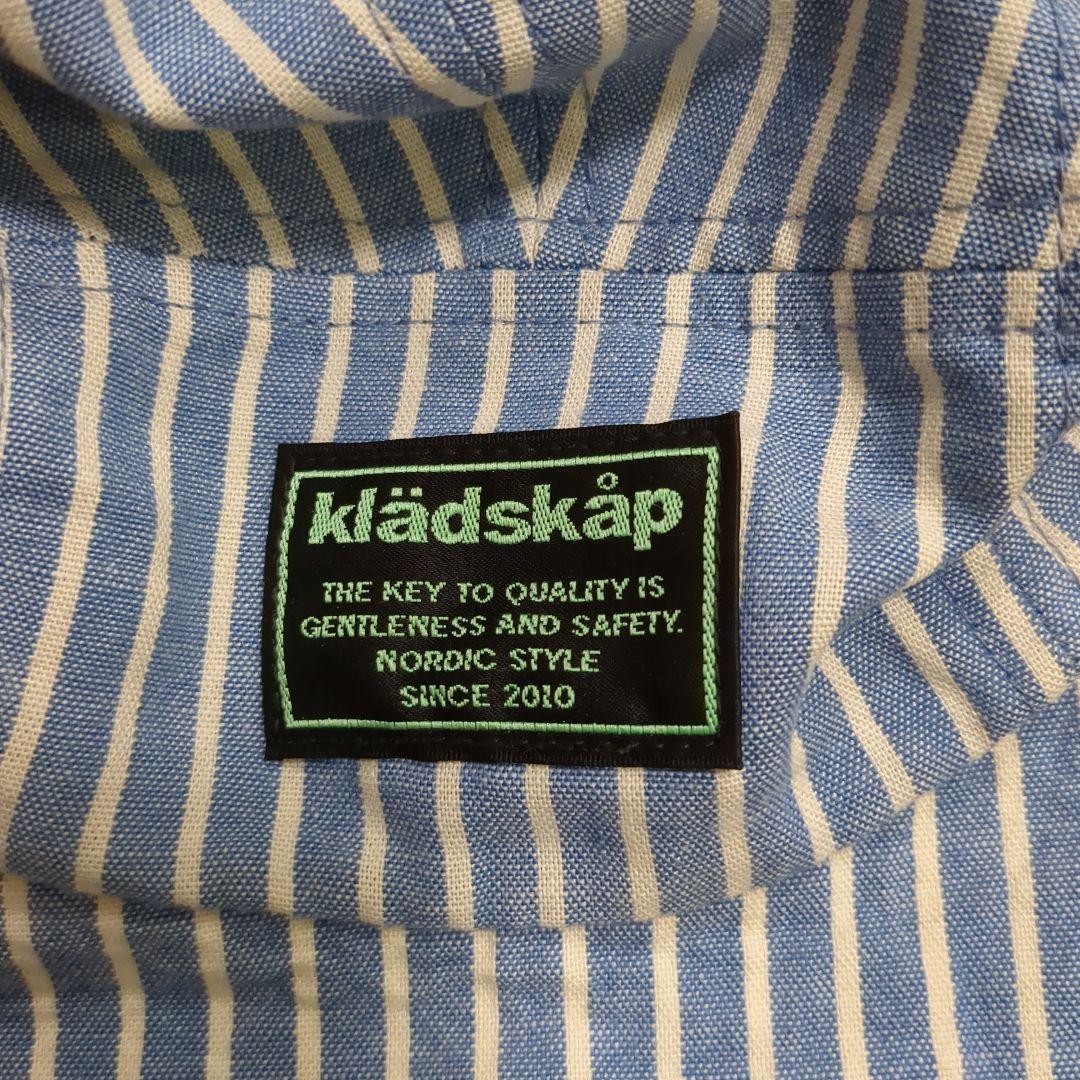 klädskåp
THE KEY TO QUALITY IS
GENTLENESS AND SAFETY.
NORDIC STYLE
SINCE 2010